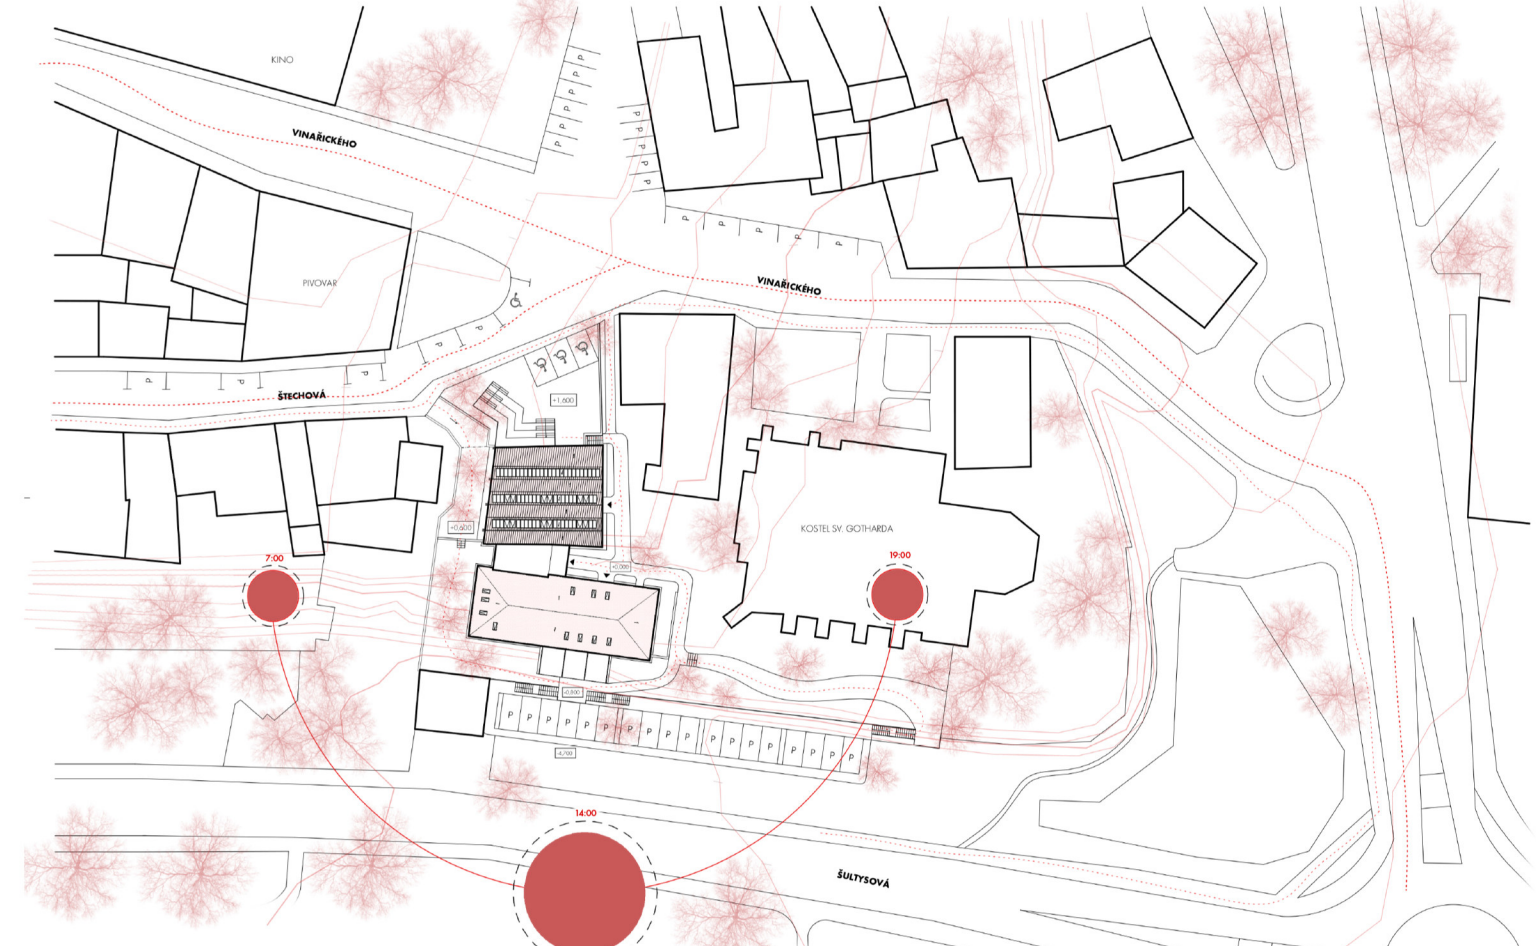 KINO
P
P
P
P
P
P
P
P
P
P
P
VINAŘICKÉHO
P
P
P
P
P
VINAŘICKÉHO
PIVOVAR
P
P
P
P
P
ŠTECHOVÁ
+1,600
KOSTEL SV. GOTHARDA
+0,600
7:00
19:00
±0,000
-0,800
P P P P P P P P P P P P P P P P P
-4,700
14:00
ŠULTYSOVÁ